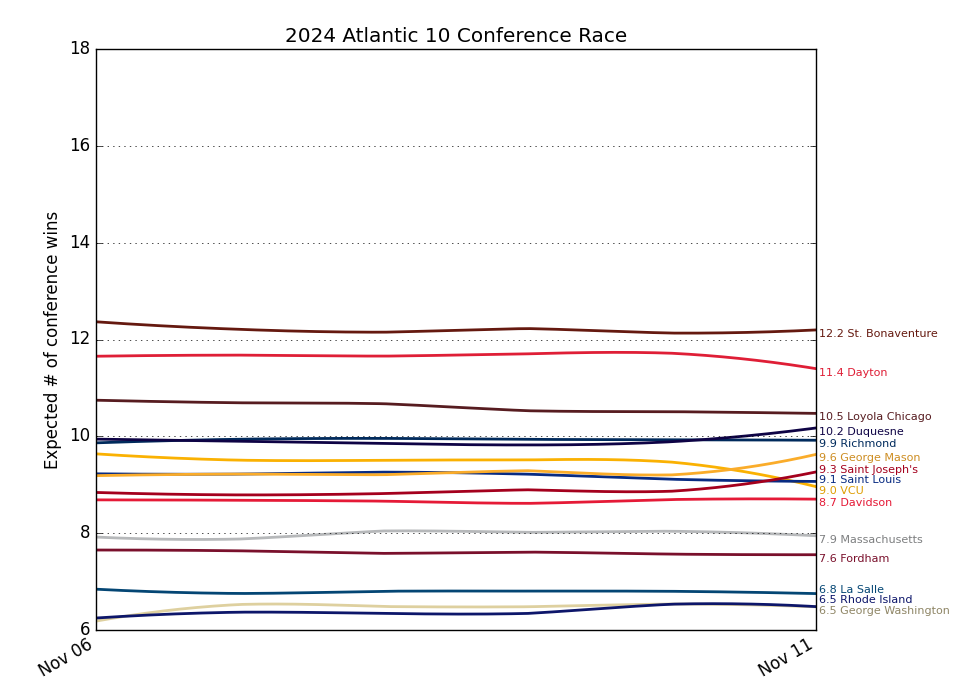 2024 Atlantic 10 Conference Race
Expected # of conference wins
18
16
14
12
10
8
6
Nov 06
Nov 11
12.2 St. Bonaventure
11.4 Dayton
10.5 Loyola Chicago
10.2 Duquesne
9.9 Richmond
9.6 George Mason
9.3 Saint Joseph's
9.1 Saint Louis
9.0 VCU
8.7 Davidson
7.9 Massachusetts
7.6 Fordham
6.8 La Salle
6.5 Rhode Island
6.5 George Washington